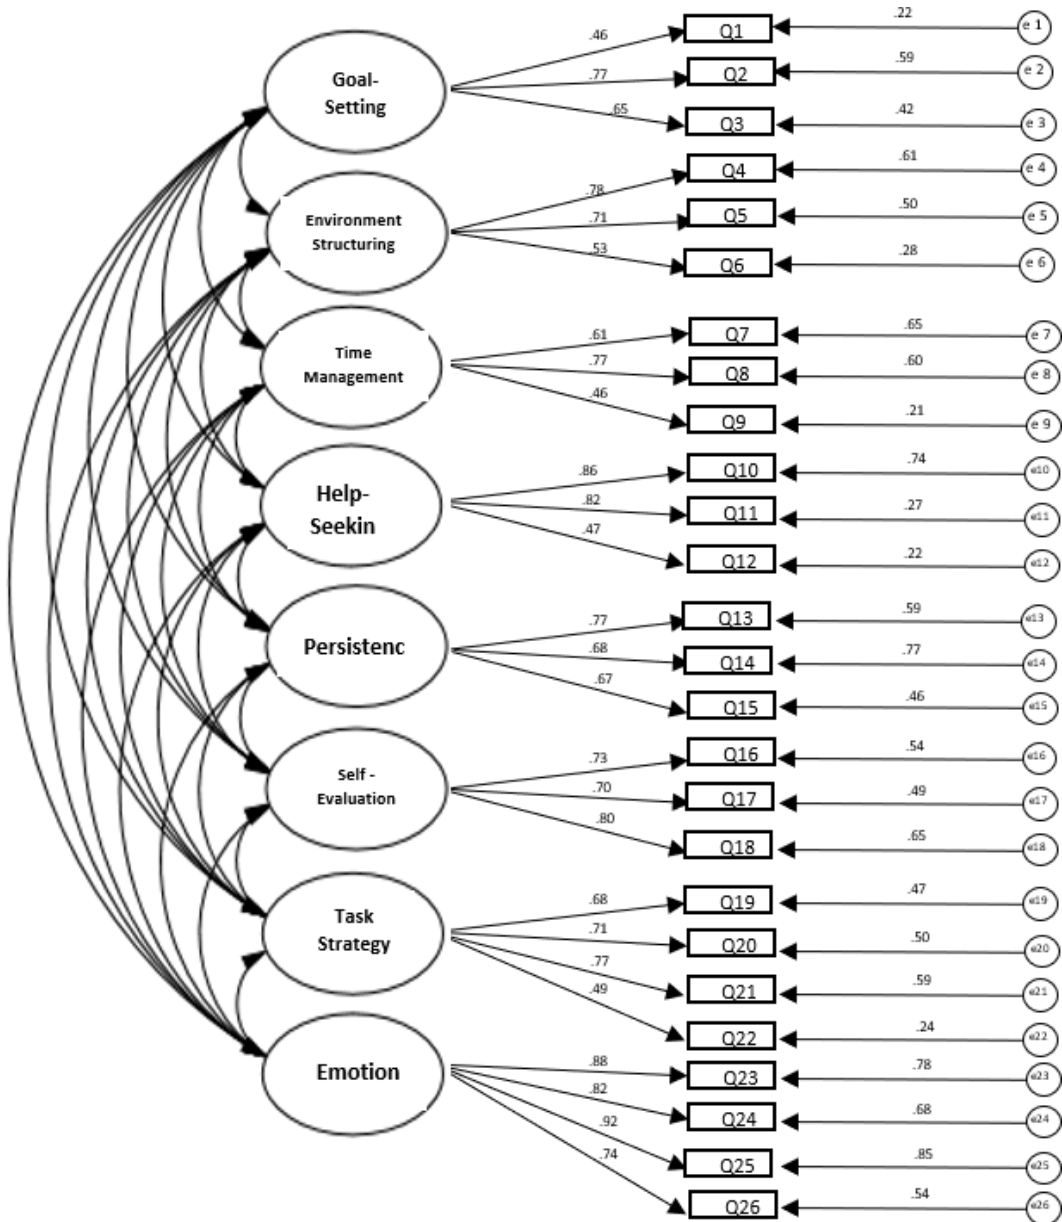 Goal-
Setting
.46
Q1
.22
e 1
.77
Q2
.59
e 2
.65
Q3
.42
e 3
Environment
Structuring
.78
Q4
.61
e 4
.71
Q5
.50
e 5
.53
Q6
.28
e 6
Time
Management
.61
Q7
.65
e 7
.77
Q8
.60
e 8
.46
Q9
.21
e 9
Help-
Seekin
.86
Q10
.74
e10
.82
Q11
.27
e11
.47
Q12
.22
e12
Persistenc
.77
Q13
.59
e13
.68
Q14
.77
e14
.67
Q15
.46
e15
Self -
Evaluation
.73
Q16
.54
e16
.70
Q17
.49
e17
.80
Q18
.65
e18
Task
Strategy
.68
Q19
.47
e19
.71
Q20
.50
e20
.77
Q21
.59
e21
.49
Q22
.24
e22
Emotion
.88
Q23
.78
e23
.82
Q24
.68
e24
.92
Q25
.85
e25
.74
Q26
.54
e26